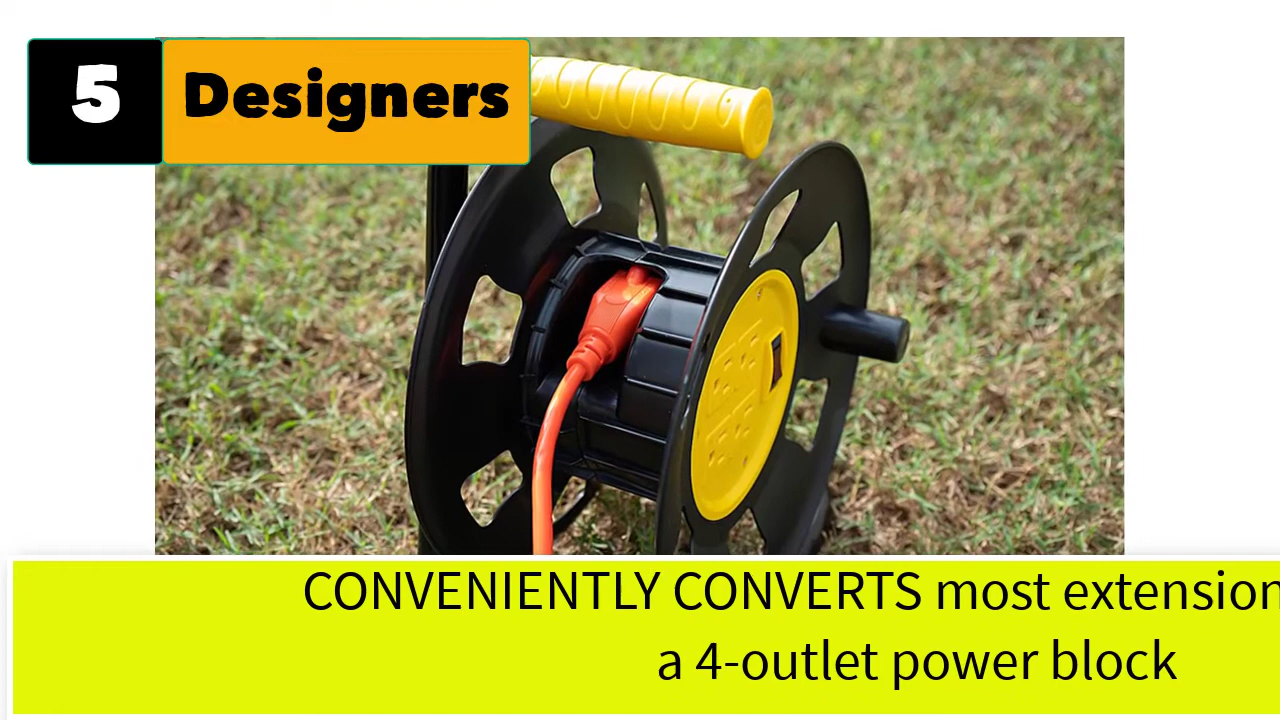 5 Designers
CONVENIENTLY CONVERTS most extension
a 4-outlet power block